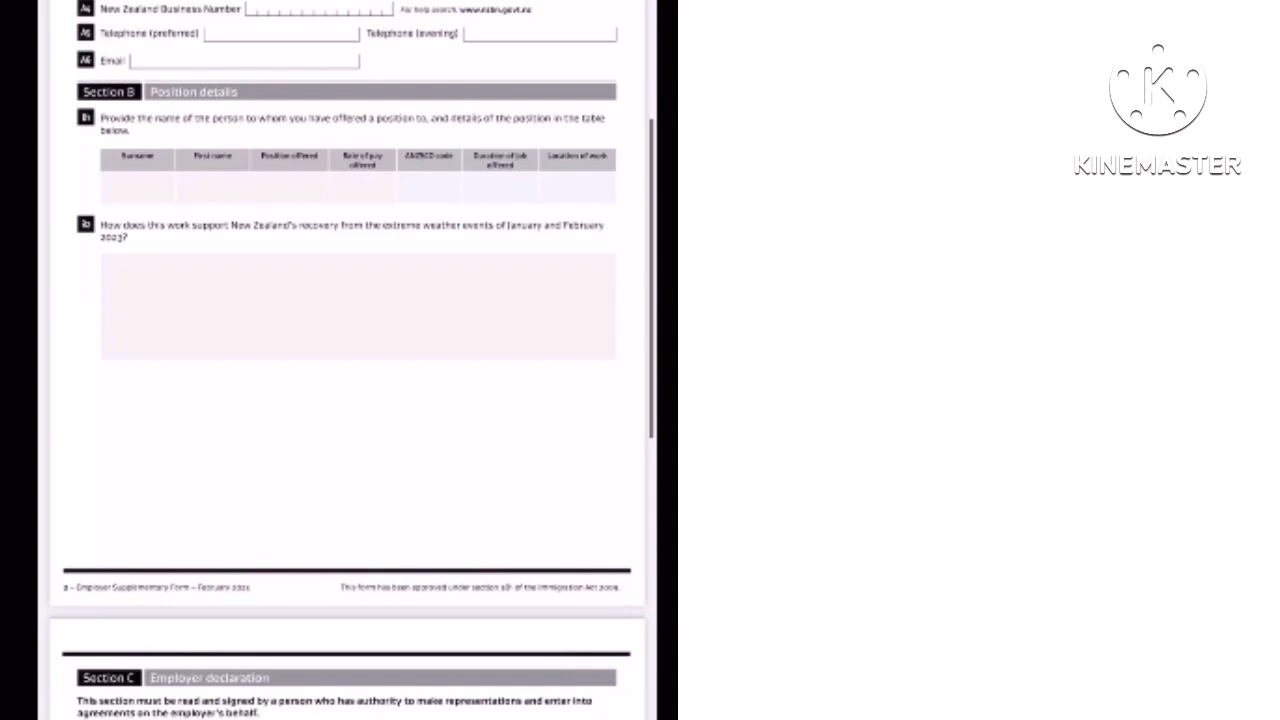 A4 New Zealand Business Number For help search: www.nzbn.govt.nz
A5 Telephone (preferred) Telephone (evening)
A6 Email
Section B Position details
B1 Provide the name of the person to whom you have offered a position to, and details of the position in the table
below.
Surname First name Position offered Rate of pay offered ANZSCO code Duration of job offered Location of work
B2 How does this work support New Zealand's recovery from the extreme weather events of January and February
2023?
2 – Employer Supplementary Form – February 2023 This form has been approved under section 381 of the Immigration Act 2009.
Section C Employer declaration
This section must be read and signed by a person who has authority to make representations and enter into
agreements on the employer's behalf.
K
KINEMASTER